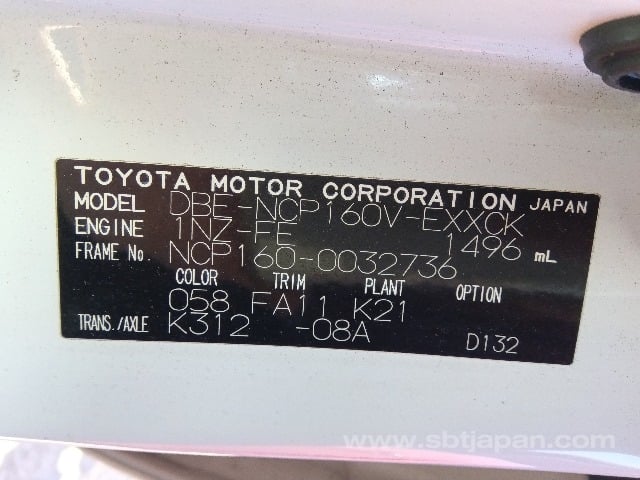 TOYOTA MOTOR CORPORATION JAPAN
MODEL DBE-NCP160V-EXXCK
ENGINE 1NZ-FE 1496 mL
FRAME No. NCP160-0032736
COLOR TRIM PLANT OPTION
058 FA11 K21
TRANS./AXLE K312 -08A D132
www.sbtjapan.com